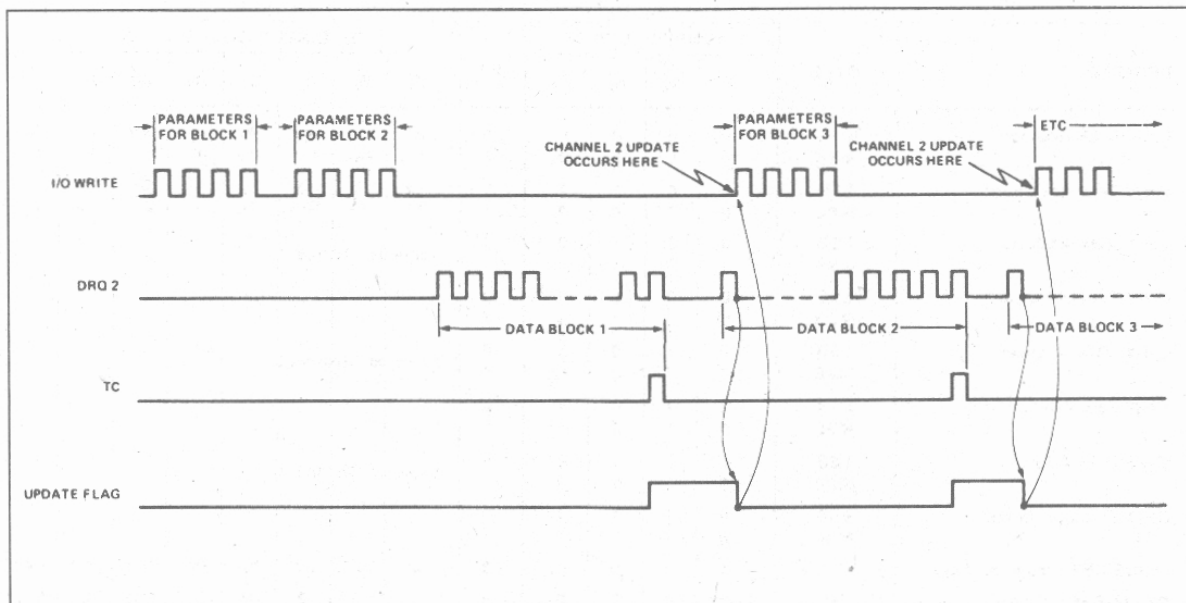 PARAMETERS
FOR BLOCK 1
PARAMETERS
FOR BLOCK 2
PARAMETERS
FOR BLOCK 3
ETC
CHANNEL 2 UPDATE
OCCURS HERE
CHANNEL 2 UPDATE
OCCURS HERE
I/O WRITE
DRQ 2
DATA BLOCK 1
DATA BLOCK 2
DATA BLOCK 3
TC
UPDATE FLAG